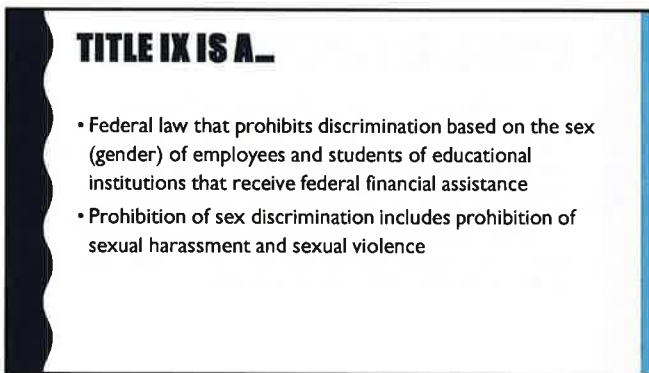 TITLE IX IS A...
• Federal law that prohibits discrimination based on the sex
(gender) of employees and students of educational
institutions that receive federal financial assistance
• Prohibition of sex discrimination includes prohibition of
sexual harassment and sexual violence